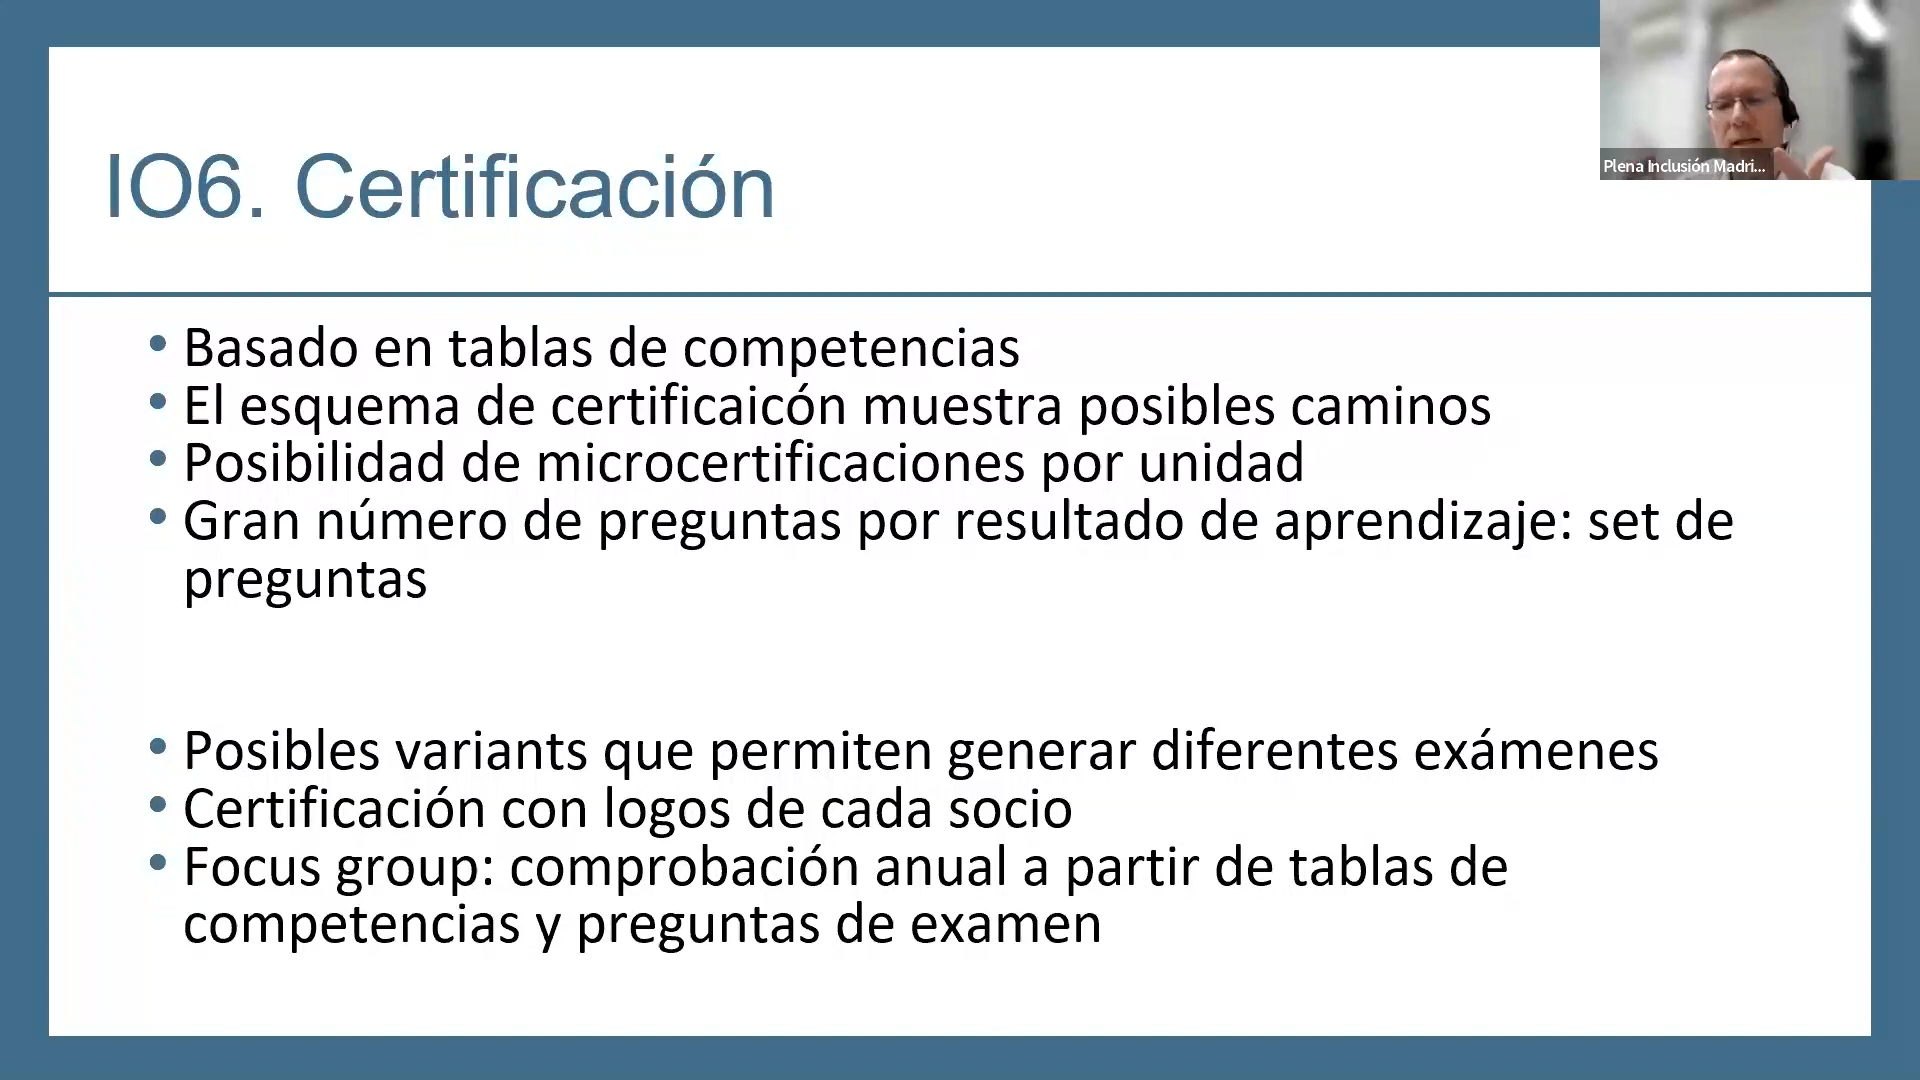 IO6. Certificación
Plena Inclusión Madri...
• Basado en tablas de competencias
• El esquema de certificaicón muestra posibles caminos
• Posibilidad de microcertificaciones por unidad
• Gran número de preguntas por resultado de aprendizaje: set de
preguntas
• Posibles variants que permiten generar diferentes exámenes
• Certificación con logos de cada socio
• Focus group: comprobación anual a partir de tablas de
competencias y preguntas de examen